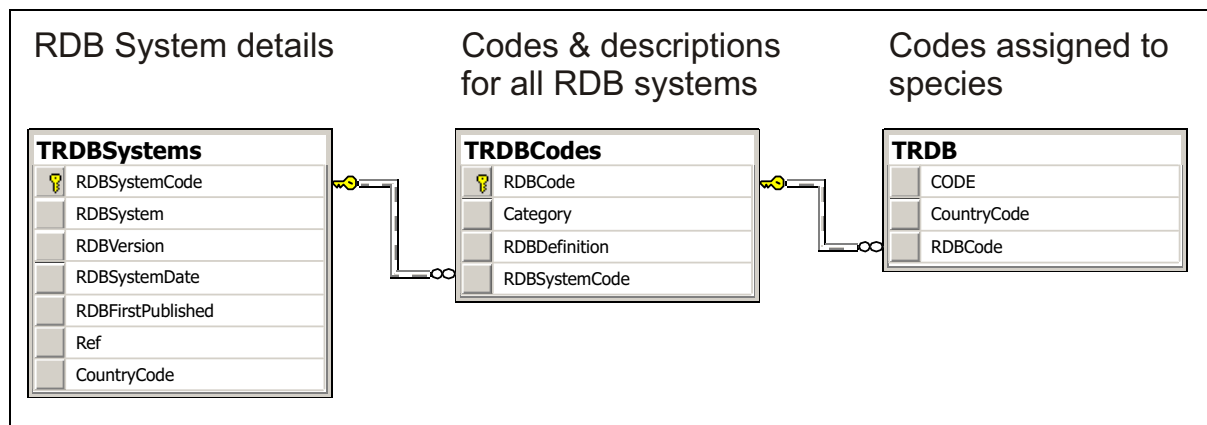 RDB System details
Codes & descriptions
for all RDB systems
Codes assigned to
species
TRDBSystems
RDBSystemCode
RDBSystem
RDBVersion
RDBSystemDate
RDBFirstPublished
Ref
CountryCode
TRDBCodes
RDBCode
Category
RDBDefinition
RDBSystemCode
TRDB
CODE
CountryCode
RDBCode